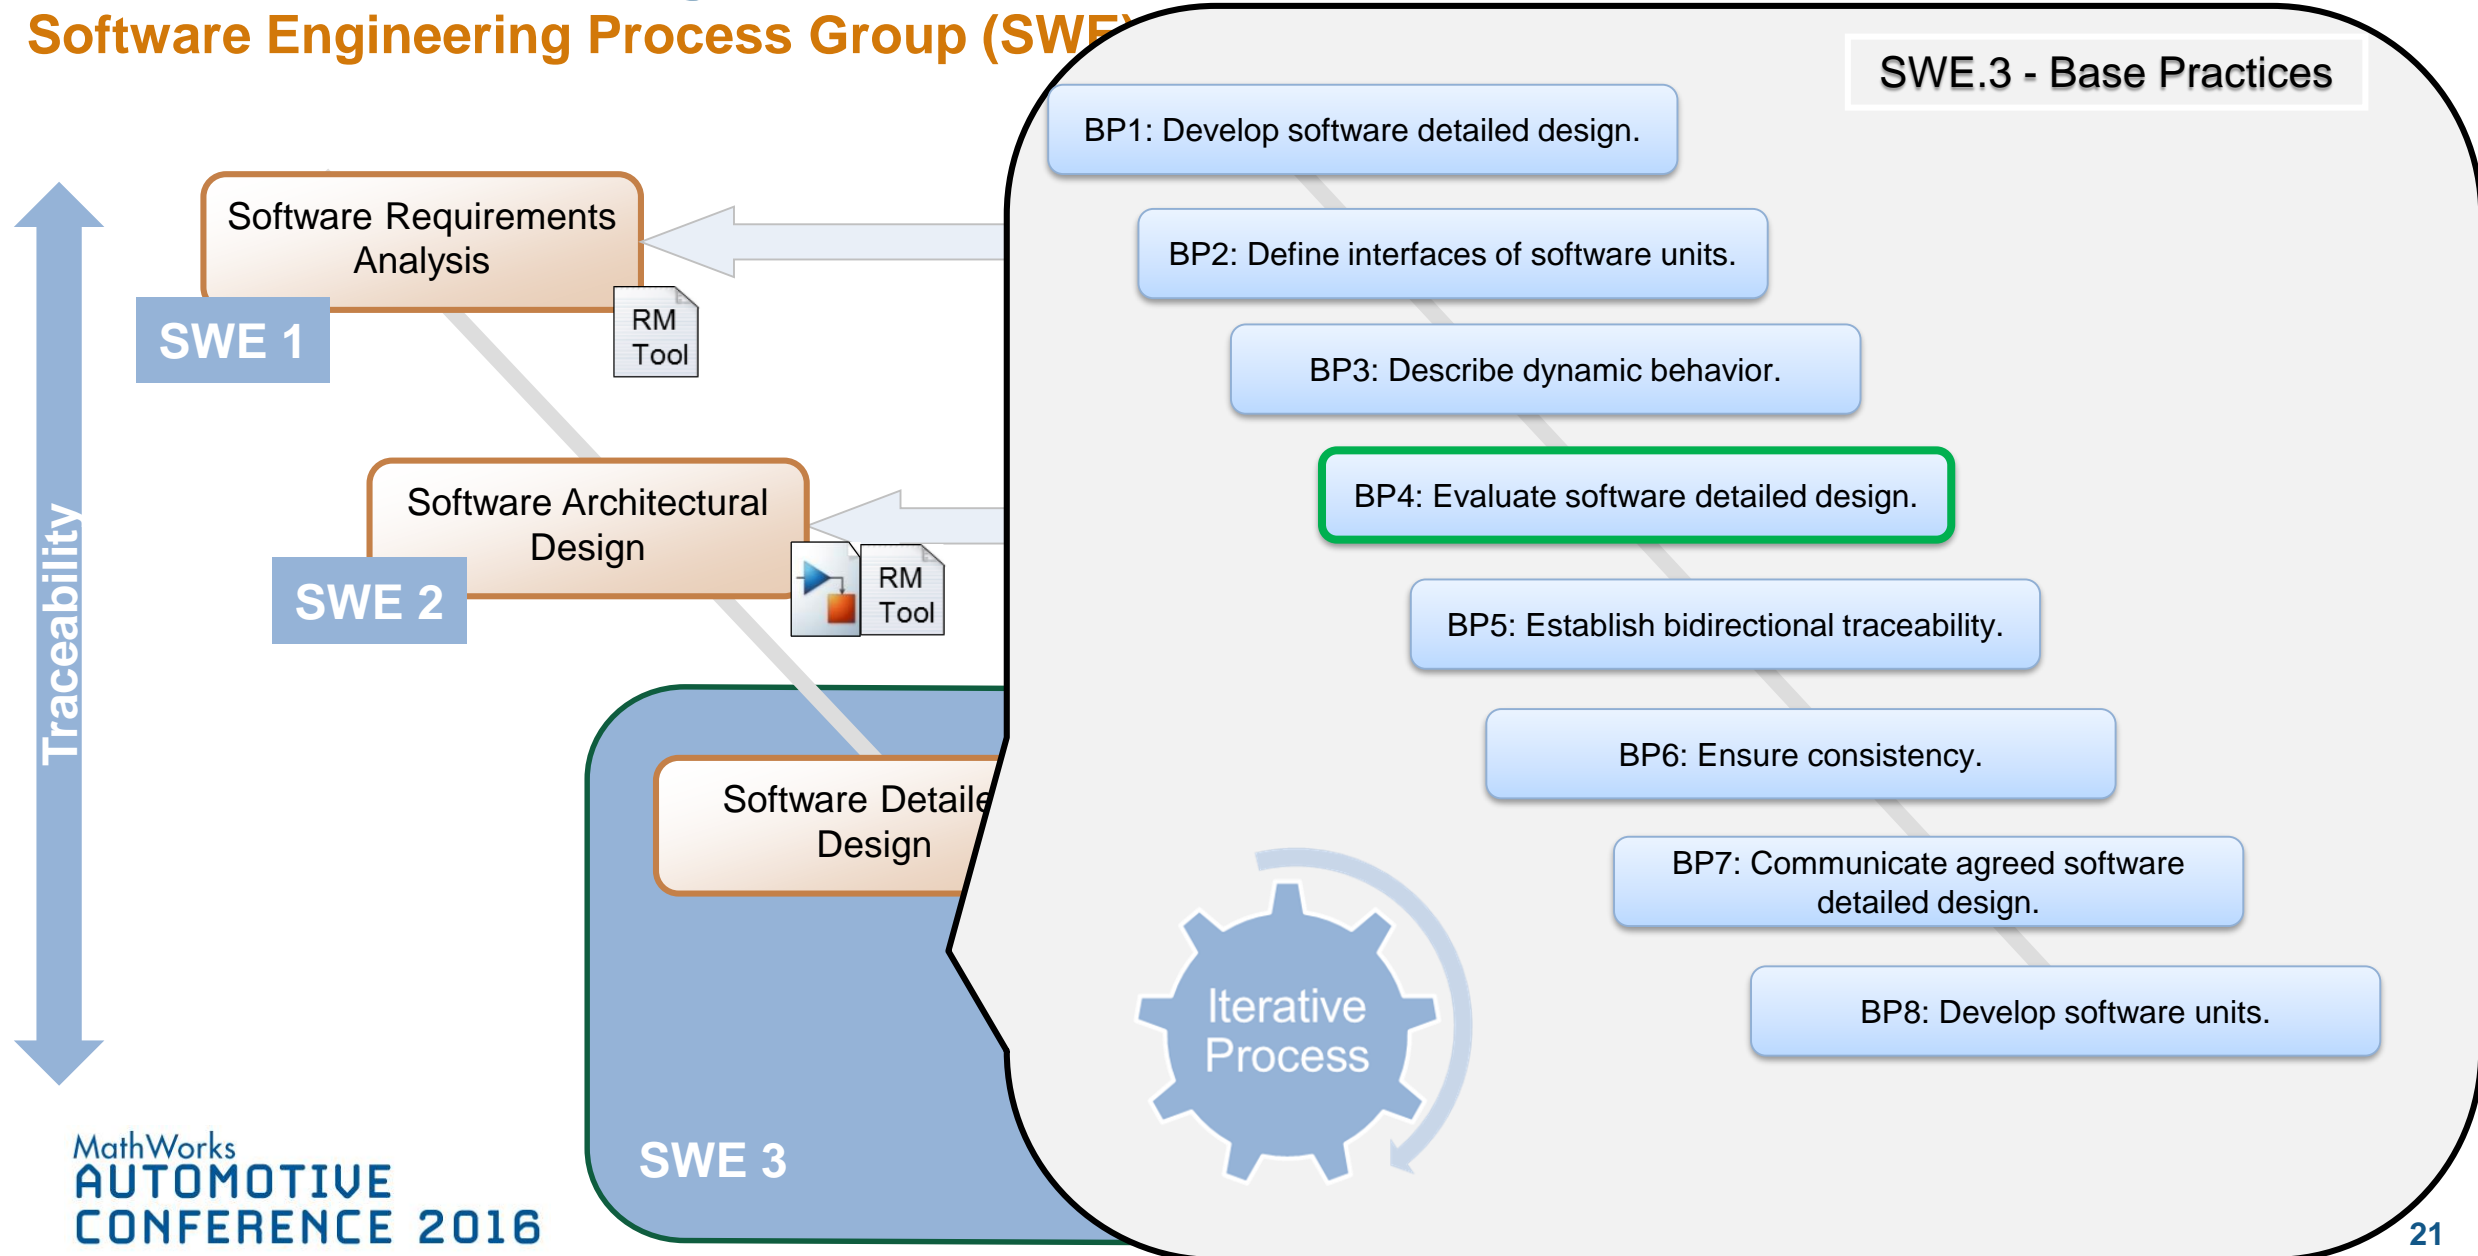 Software Engineering Process Group (SWE)
SWE.3 - Base Practices
BP1: Develop software detailed design.
BP2: Define interfaces of software units.
BP3: Describe dynamic behavior.
BP4: Evaluate software detailed design.
BP5: Establish bidirectional traceability.
BP6: Ensure consistency.
BP7: Communicate agreed software
detailed design.
BP8: Develop software units.
Iterative
Process
Traceability
Software Requirements
Analysis
SWE 1
RM
Tool
Software Architectural
Design
SWE 2
RM
Tool
Software Detaile
Design
SWE 3
MathWorks
AUTOMOTIVE
CONFERENCE 2016
21